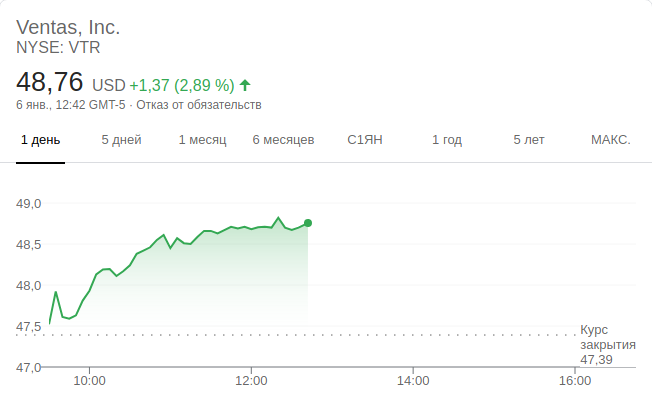 Ventas, Inc.
NYSE: VTR
48,76 USD +1,37 (2,89 %)
6 янв., 12:42 GMT-5 · Отказ от обязательств
1 день 5 дней 1 месяц 6 месяцев С1ЯН 1 год 5 лет МАКС.
49,0
48,5
48,0
47,5
Курс
закрытия
47,39
47,0
10:00 12:00 14:00 16:00